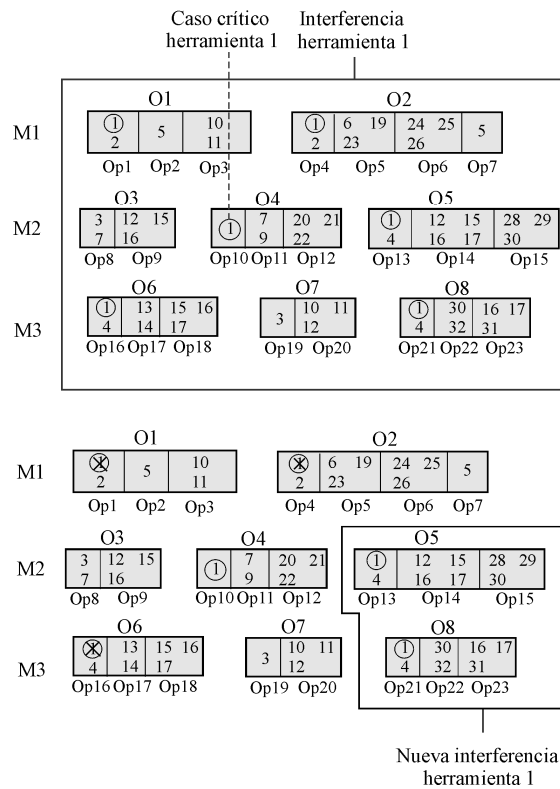 Caso crítico Interferencia
herramienta 1 herramienta 1
O1 O2
M1
1 5 10 1 6 19 24 25 5
2 11 2 23 26
Op1 Op2 Op3 Op4 Op5 Op6 Op7
O3 O4 O5
M2
3 12 15 1 7 20 21 1 12 15 28 29
7 16 9 22 4 16 17 30
Op8 Op9 Op10 Op11 Op12 Op13 Op14 Op15
O6 O7 O8
M3
1 13 15 16 3 10 11 1 30 16 17
4 14 17 12 4 32 31
Op16 Op17 Op18 Op19 Op20 Op21 Op22 Op23
O1 O2
M1
1 5 10 1 6 19 24 25 5
2 11 2 23 26
Op1 Op2 Op3 Op4 Op5 Op6 Op7
O3 O4 O5
M2
3 12 15 1 7 20 21 1 12 15 28 29
7 16 9 22 4 16 17 30
Op8 Op9 Op10 Op11 Op12 Op13 Op14 Op15
O6 O7 O8
M3
1 13 15 16 3 10 11 1 30 16 17
4 14 17 12 4 32 31
Op16 Op17 Op18 Op19 Op20 Op21 Op22 Op23
Nueva interferencia
herramienta 1